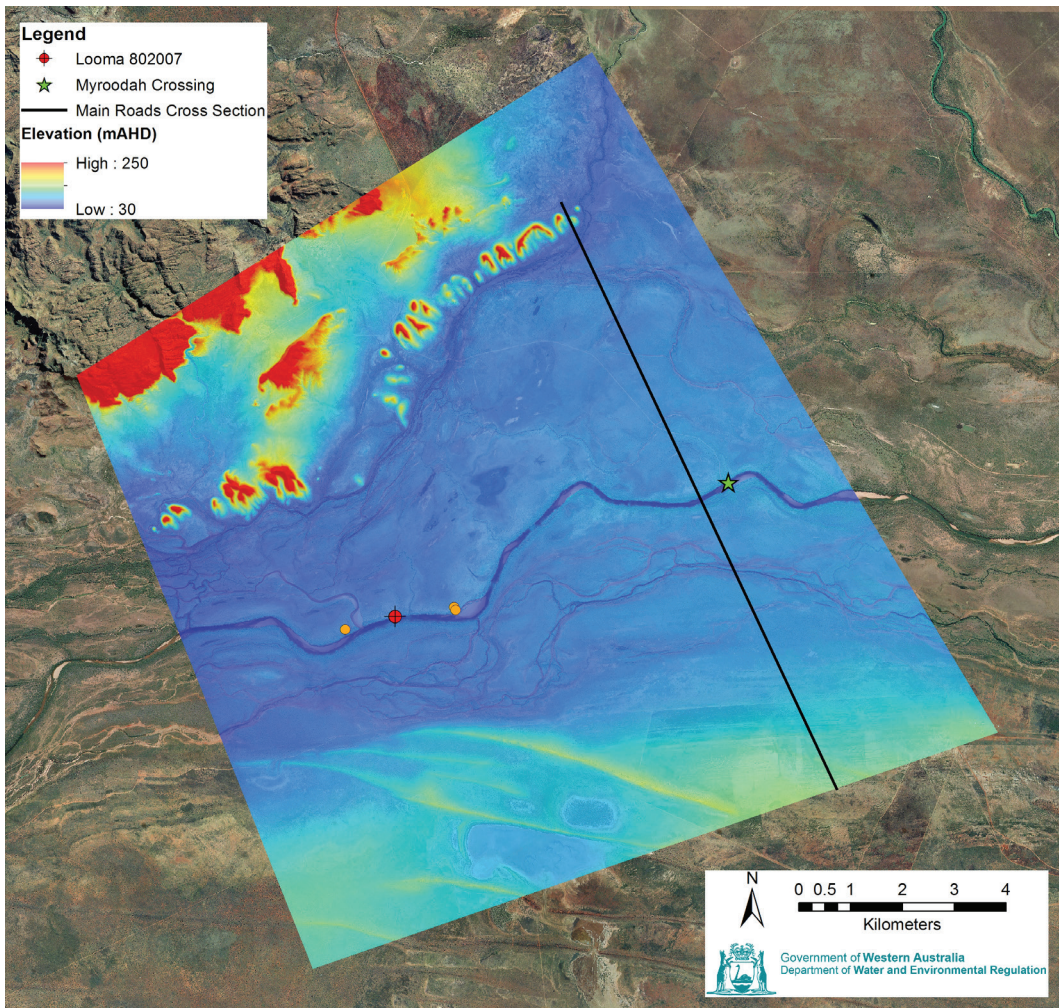 Legend
Looma 802007
Myroodah Crossing
Main Roads Cross Section
Elevation (mAHD)
High : 250
Low : 30
N
0 0.5 1 2 3 4
Kilometers
Government of Western Australia
Department of Water and Environmental Regulation